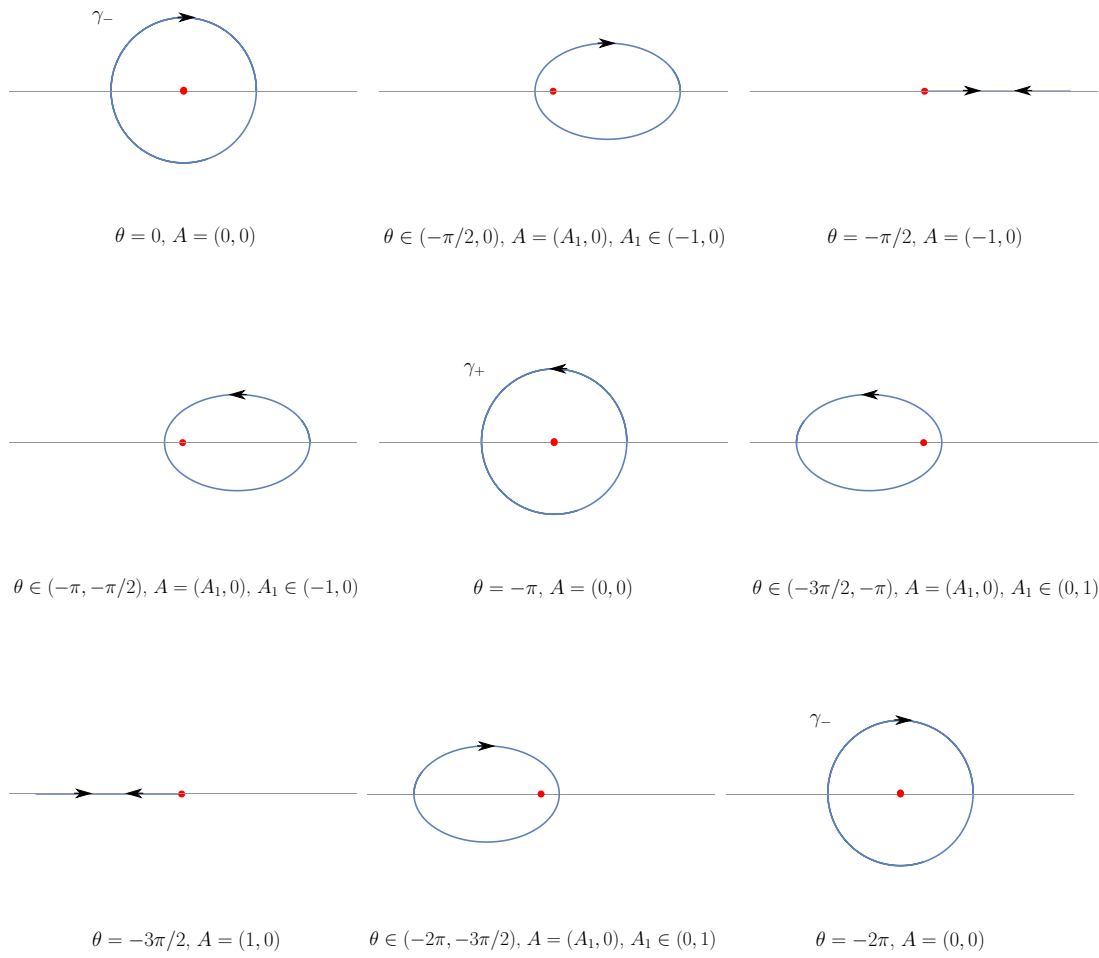 γ₋
θ = 0, A = (0, 0)
θ ∈ (−π/2, 0), A = (A₁, 0), A₁ ∈ (−1, 0)
θ = −π/2, A = (−1, 0)
γ₊
θ ∈ (−π, −π/2), A = (A₁, 0), A₁ ∈ (−1, 0)
θ = −π, A = (0, 0)
θ ∈ (−3π/2, −π), A = (A₁, 0), A₁ ∈ (0, 1)
γ₋
θ = −3π/2, A = (1, 0)
θ ∈ (−2π, −3π/2), A = (A₁, 0), A₁ ∈ (0, 1)
θ = −2π, A = (0, 0)